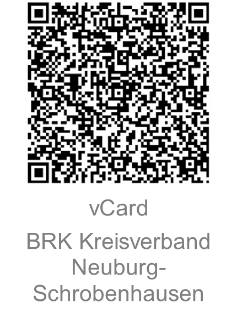 vCard
BRK Kreisverband
Neuburg-
Schrobenhausen